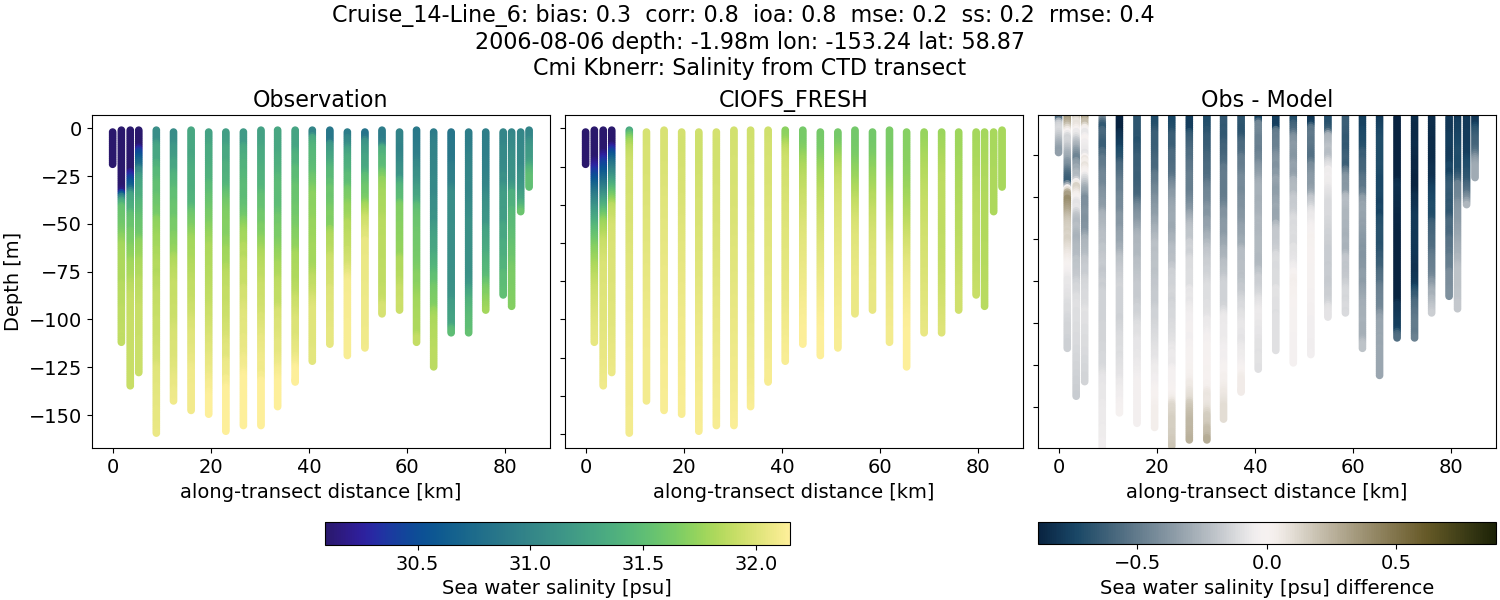 Cruise_14-Line_6: bias: 0.3  corr: 0.8  ioa: 0.8  mse: 0.2  ss: 0.2  rmse: 0.4
2006-08-06 depth: -1.98m lon: -153.24 lat: 58.87
Cmi Kbnerr: Salinity from CTD transect
Observation
CIOFS_FRESH
Obs - Model
Depth [m]
0
−25
−50
−75
−100
−125
−150
0 20 40 60 80
0 20 40 60 80
0 20 40 60 80
along-transect distance [km]
along-transect distance [km]
along-transect distance [km]
30.5 31.0 31.5 32.0
Sea water salinity [psu]
−0.5 0.0 0.5
Sea water salinity [psu] difference